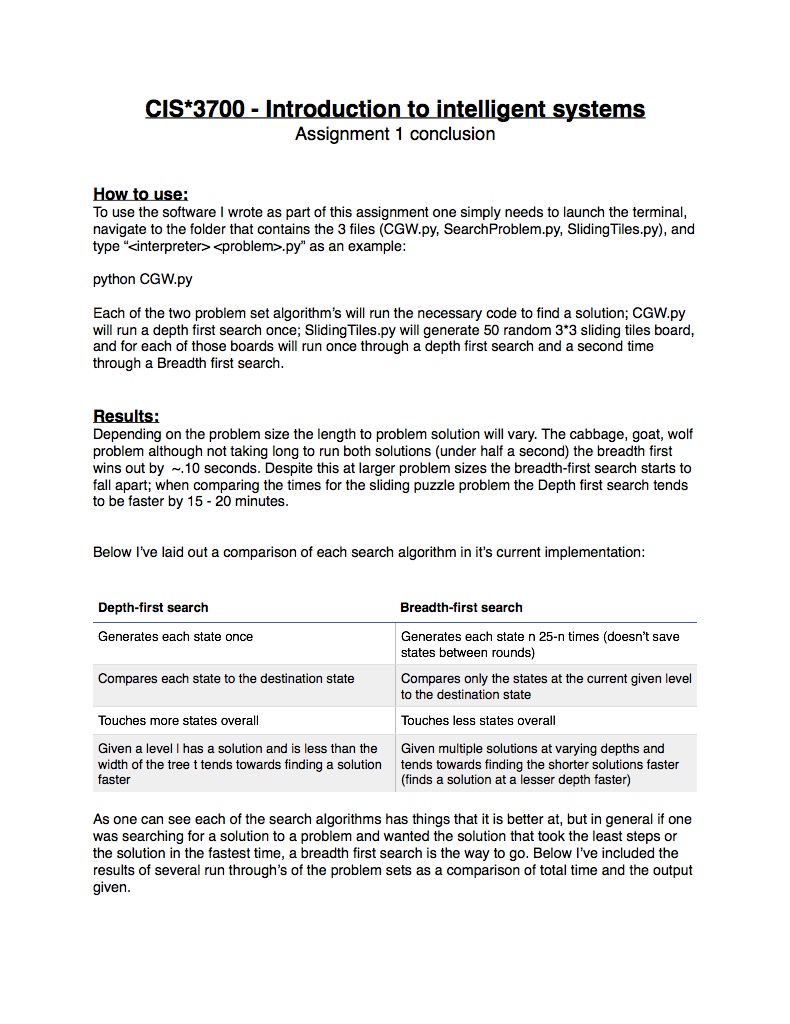 CIS*3700 - Introduction to intelligent systems
Assignment 1 conclusion
How to use:
To use the software I wrote as part of this assignment one simply needs to launch the terminal,
navigate to the folder that contains the 3 files (CGW.py, SearchProblem.py, SlidingTiles.py), and
type “<interpreter> <problem>.py” as an example:
python CGW.py
Each of the two problem set algorithm’s will run the necessary code to find a solution; CGW.py
will run a depth first search once; SlidingTiles.py will generate 50 random 3*3 sliding tiles board,
and for each of those boards will run once through a depth first search and a second time
through a Breadth first search.
Results:
Depending on the problem size the length to problem solution will vary. The cabbage, goat, wolf
problem although not taking long to run both solutions (under half a second) the breadth first
wins out by ~.10 seconds. Despite this at larger problem sizes the breadth-first search starts to
fall apart; when comparing the times for the sliding puzzle problem the Depth first search tends
to be faster by 15 - 20 minutes.
Below I’ve laid out a comparison of each search algorithm in it’s current implementation:
Depth-first search
Breadth-first search
Generates each state once
Generates each state n 25-n times (doesn’t save
states between rounds)
Compares each state to the destination state
Compares only the states at the current given level
to the destination state
Touches more states overall
Touches less states overall
Given a level l has a solution and is less than the
width of the tree t tends towards finding a solution
faster
Given multiple solutions at varying depths and
tends towards finding the shorter solutions faster
(finds a solution at a lesser depth faster)
As one can see each of the search algorithms has things that it is better at, but in general if one
was searching for a solution to a problem and wanted the solution that took the least steps or
the solution in the fastest time, a breadth first search is the way to go. Below I’ve included the
results of several run through’s of the problem sets as a comparison of total time and the output
given.